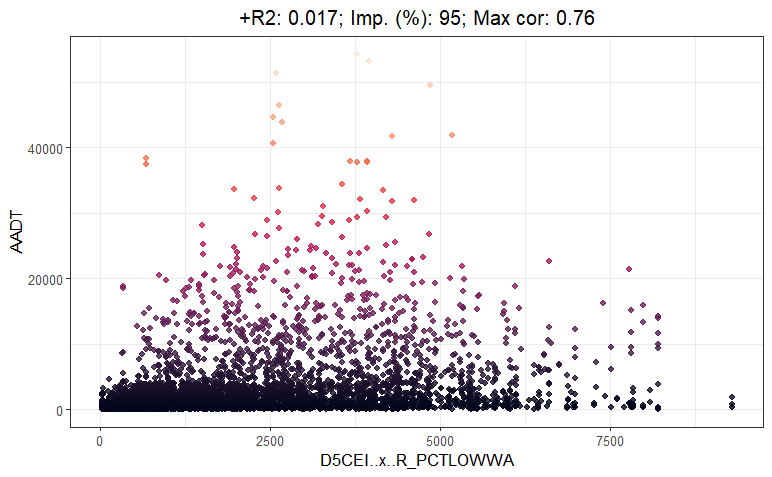 +R2: 0.017; Imp. (%): 95; Max cor: 0.76
AADT
40000
20000
0
0 2500 5000 7500
D5CEI..x..R_PCTLOWWA